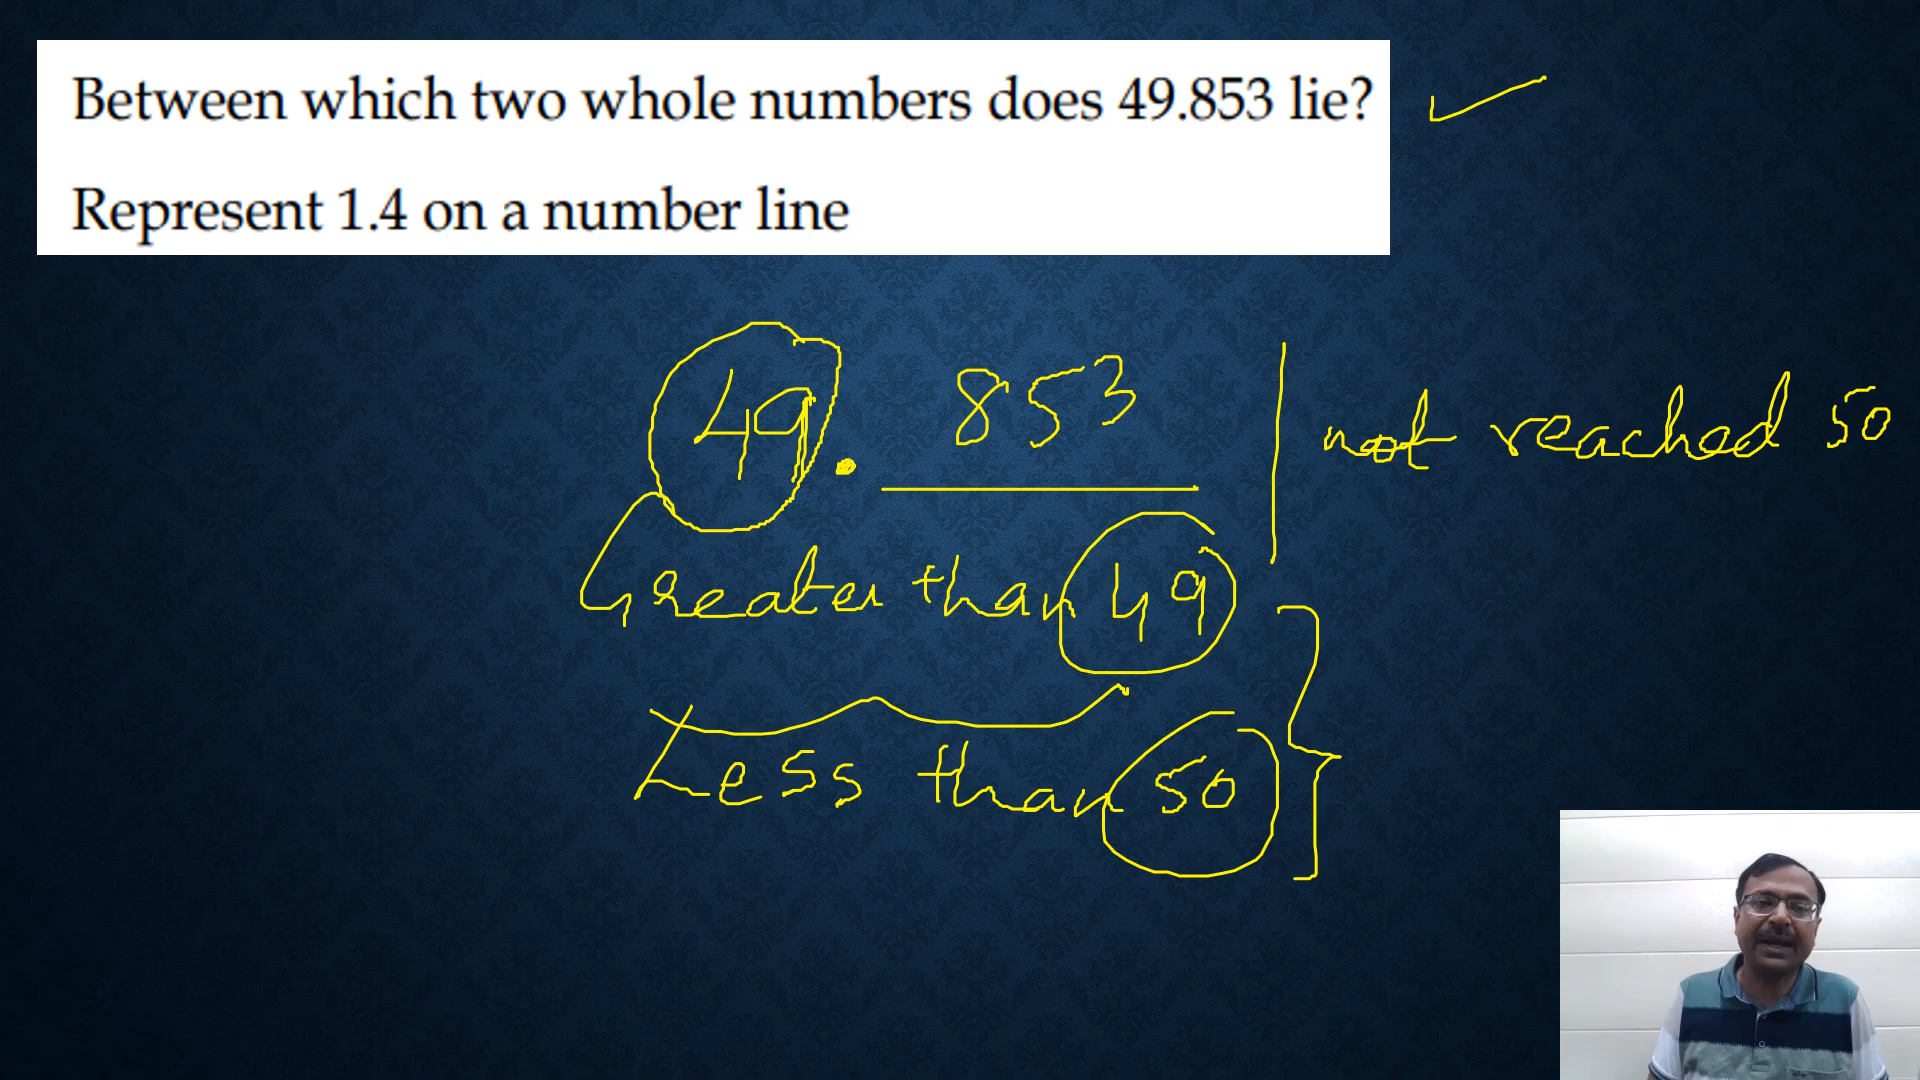 Between which two whole numbers does 49.853 lie?
Represent 1.4 on a number line
49.853
not reached 50
Greater than 49
Less than 50